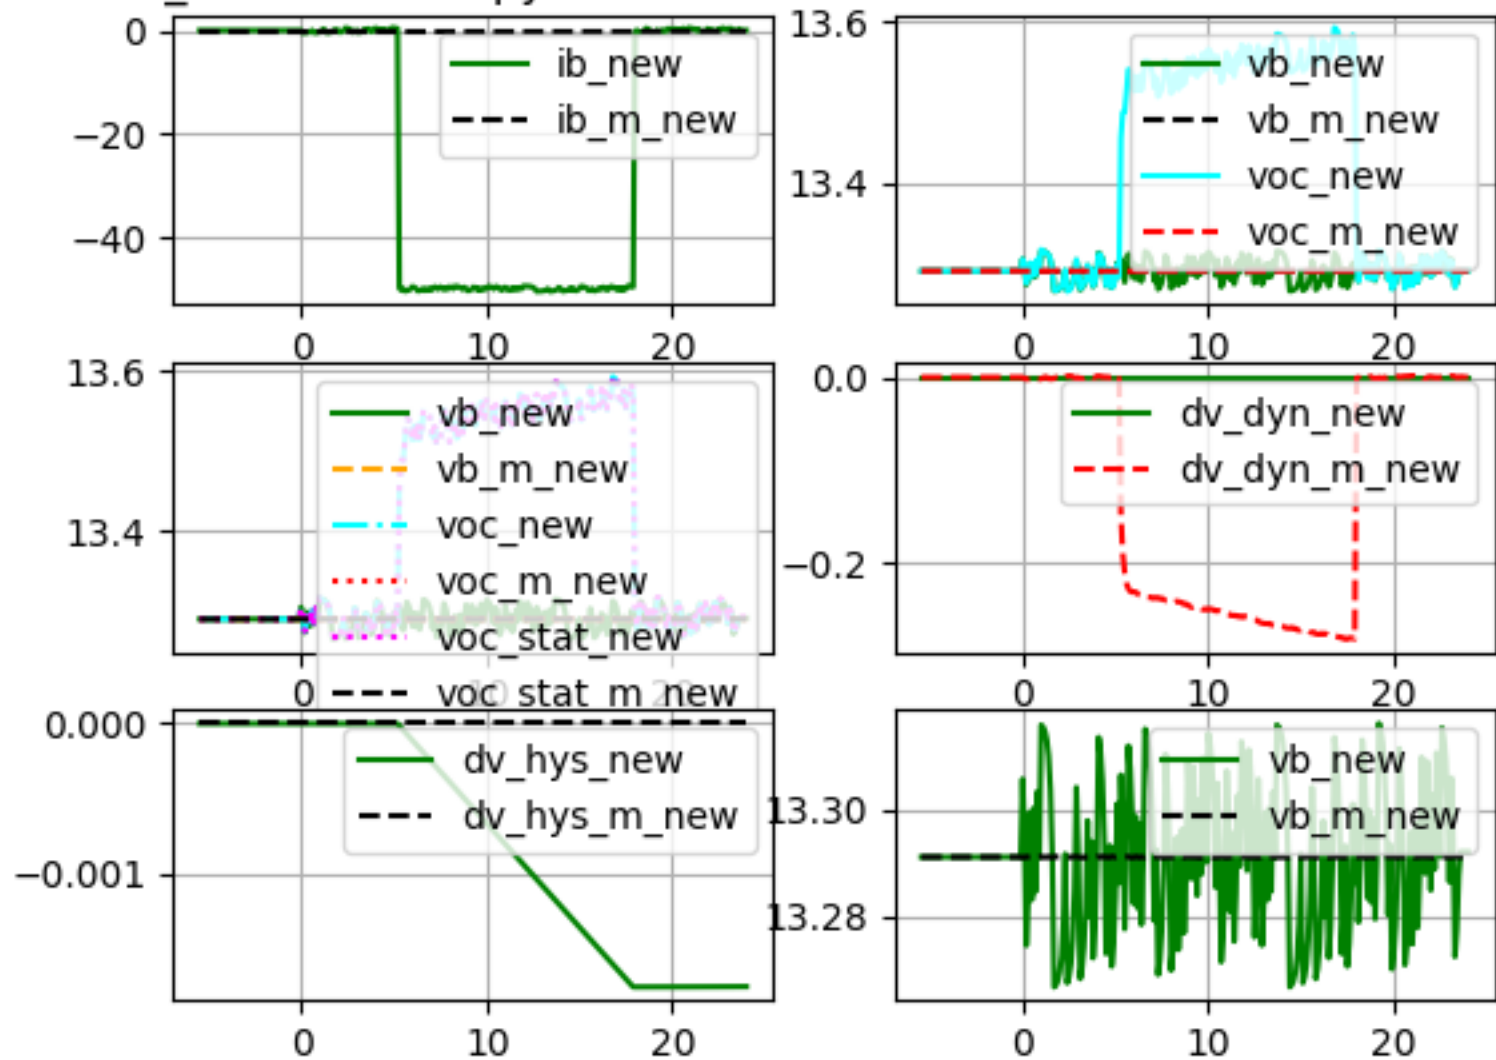 0
−20
−40
ib_new
ib_m_new
0 10 20
13.6
13.4
vb_new
vb_m_new
voc_new
voc_m_new
0 10 20
13.6
13.4
vb_new
vb_m_new
voc_new
voc_m_new
voc_stat_new
voc_stat_m_new
0 10 20
0.0
−0.2
dv_dyn_new
dv_dyn_m_new
0 10 20
0.000
−0.001
dv_hys_new
dv_hys_m_new
0 10 20
13.30
13.28
vb_new
vb_m_new
0 10 20